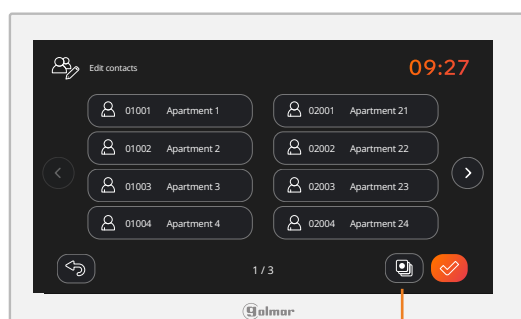 Edit contacts
09:27
01001 Apartment 1
02001 Apartment 21
01002 Apartment 2
02002 Apartment 22
01003 Apartment 3
02003 Apartment 23
01004 Apartment 4
02004 Apartment 24
1 / 3
golmar